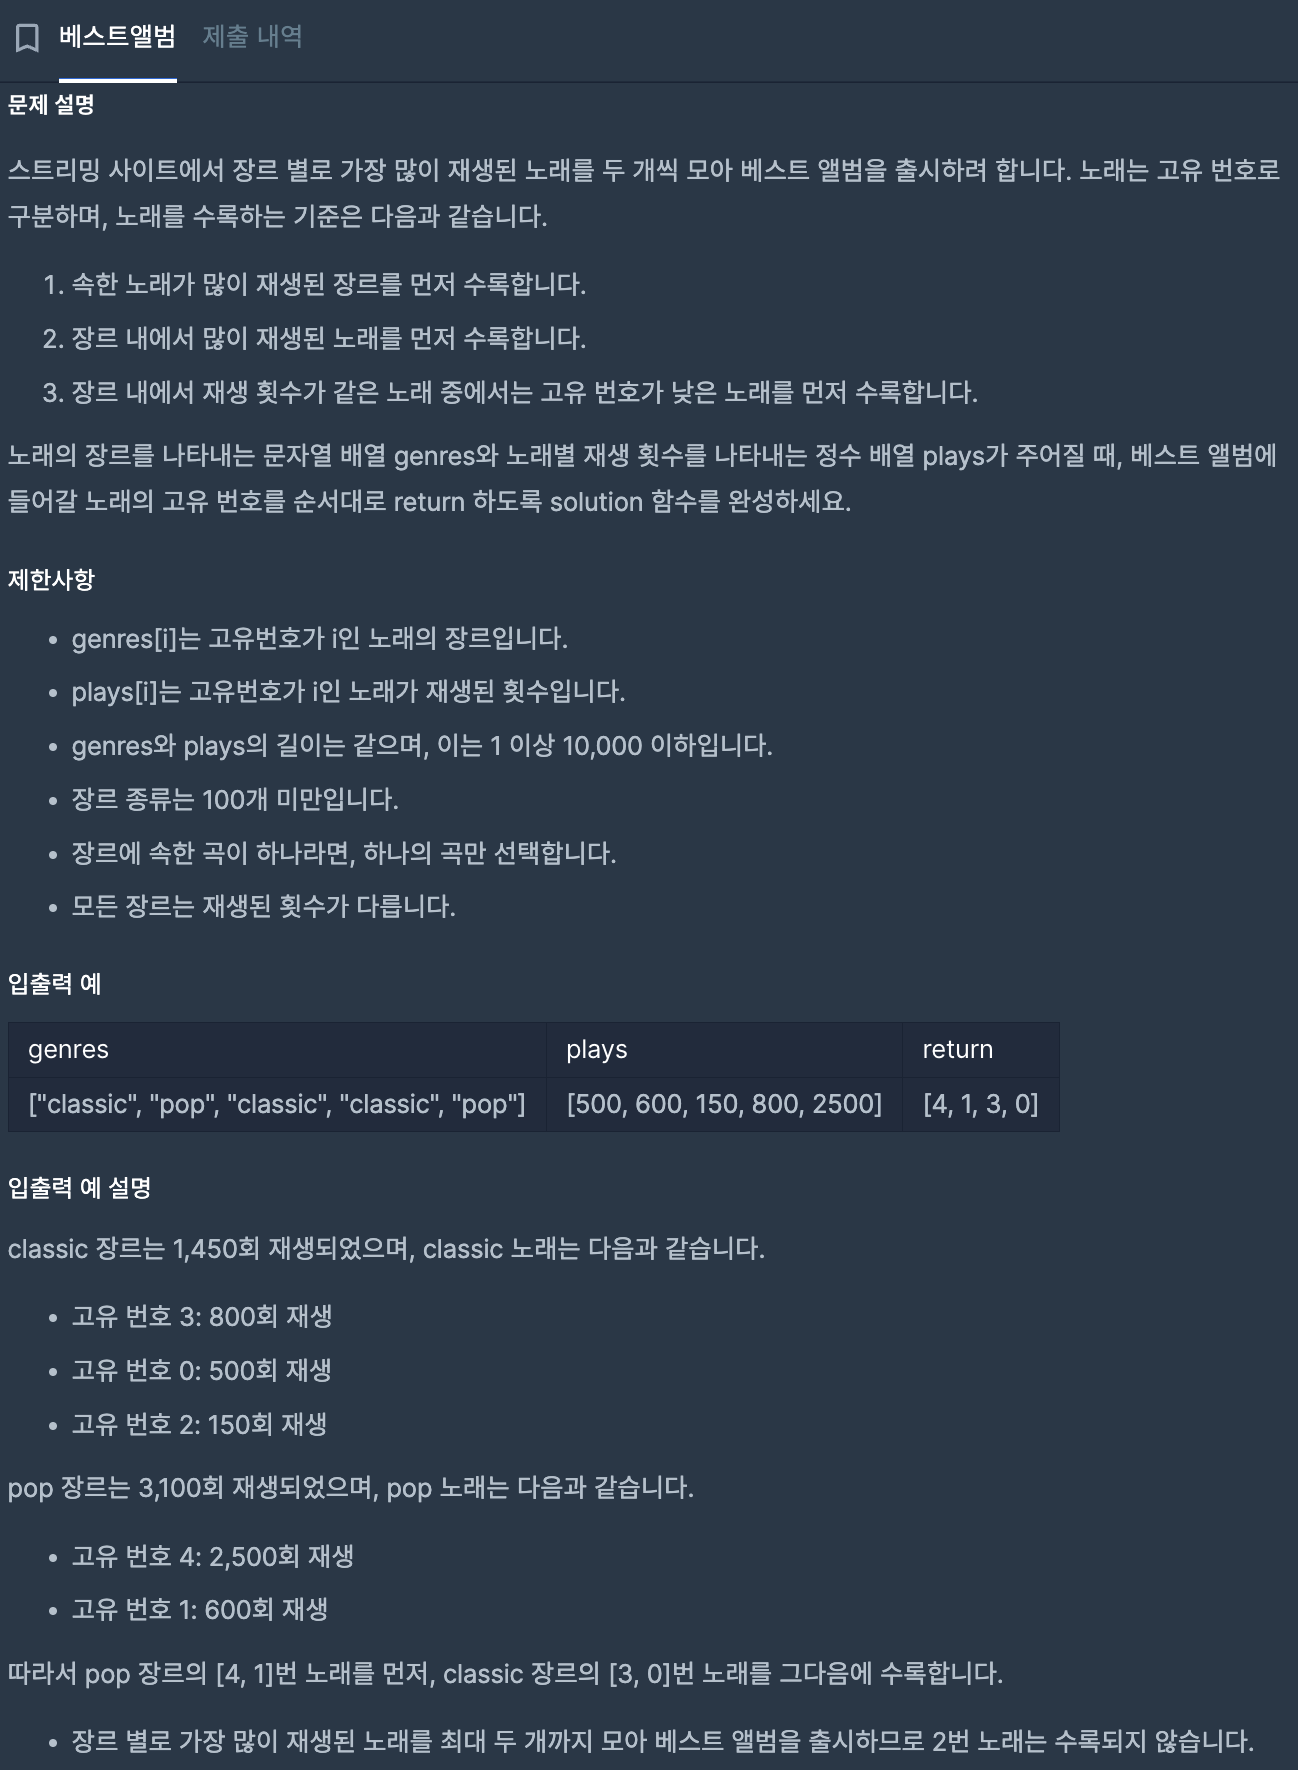 베스트앨범 제출 내역
문제 설명
스트리밍 사이트에서 장르 별로 가장 많이 재생된 노래를 두 개씩 모아 베스트 앨범을 출시하려 합니다. 노래는 고유 번호로
구분하며, 노래를 수록하는 기준은 다음과 같습니다.
1. 속한 노래가 많이 재생된 장르를 먼저 수록합니다.
2. 장르 내에서 많이 재생된 노래를 먼저 수록합니다.
3. 장르 내에서 재생 횟수가 같은 노래 중에서는 고유 번호가 낮은 노래를 먼저 수록합니다.
노래의 장르를 나타내는 문자열 배열 genres와 노래별 재생 횟수를 나타내는 정수 배열 plays가 주어질 때, 베스트 앨범에
들어갈 노래의 고유 번호를 순서대로 return 하도록 solution 함수를 완성하세요.
제한사항
• genres[i]는 고유번호가 i인 노래의 장르입니다.
• plays[i]는 고유번호가 i인 노래가 재생된 횟수입니다.
• genres와 plays의 길이는 같으며, 이는 1 이상 10,000 이하입니다.
• 장르 종류는 100개 미만입니다.
• 장르에 속한 곡이 하나라면, 하나의 곡만 선택합니다.
• 모든 장르는 재생된 횟수가 다릅니다.
입출력 예
genres plays return
["classic", "pop", "classic", "classic", "pop"] [500, 600, 150, 800, 2500] [4, 1, 3, 0]
입출력 예 설명
classic 장르는 1,450회 재생되었으며, classic 노래는 다음과 같습니다.
• 고유 번호 3: 800회 재생
• 고유 번호 0: 500회 재생
• 고유 번호 2: 150회 재생
pop 장르는 3,100회 재생되었으며, pop 노래는 다음과 같습니다.
• 고유 번호 4: 2,500회 재생
• 고유 번호 1: 600회 재생
따라서 pop 장르의 [4, 1]번 노래를 먼저, classic 장르의 [3, 0]번 노래를 그다음에 수록합니다.
• 장르 별로 가장 많이 재생된 노래를 최대 두 개까지 모아 베스트 앨범을 출시하므로 2번 노래는 수록되지 않습니다.